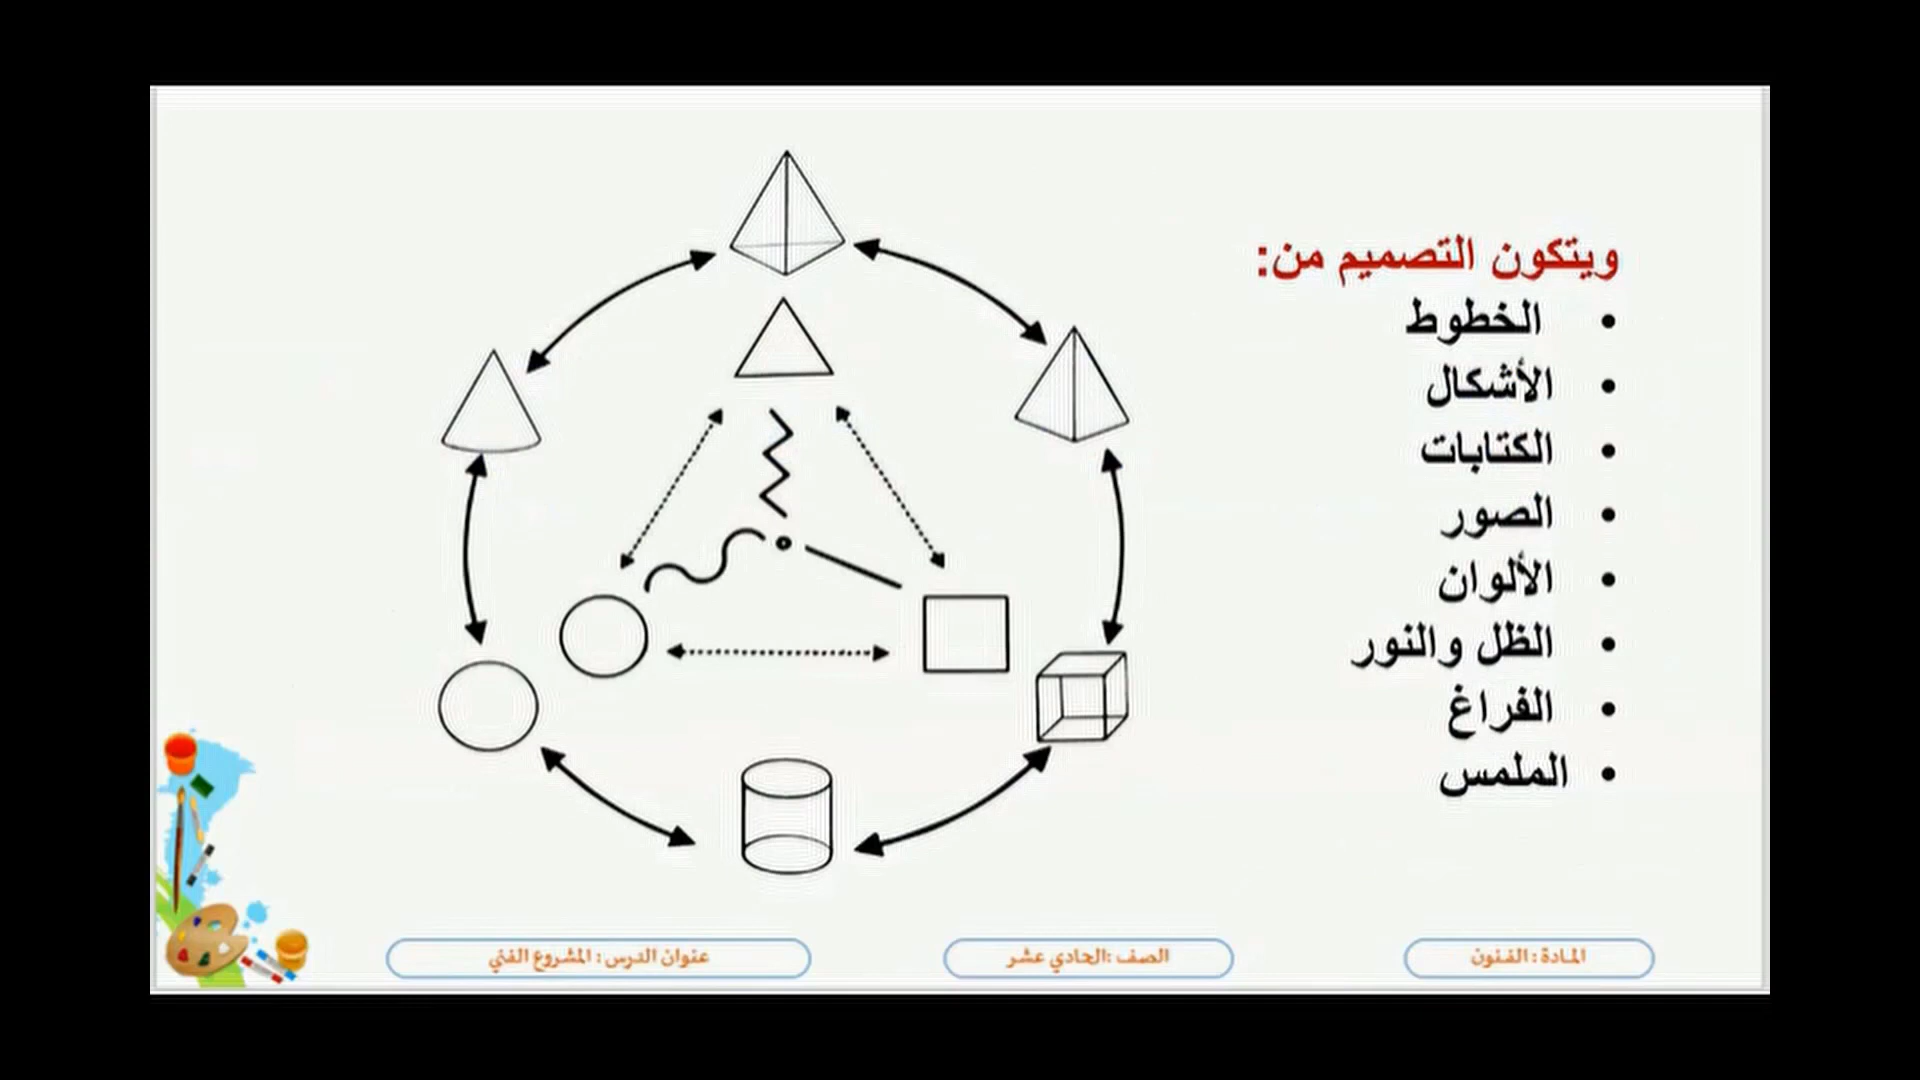 ويتكون التصميم من:
• الخطوط
• الأشكال
• الكتابات
• الصور
• الألوان
• الظل والنور
• الفراغ
• الملمس
المادة : الفنون
الصف :الحادي عشر
عنوان الدرس : المشروع الفني